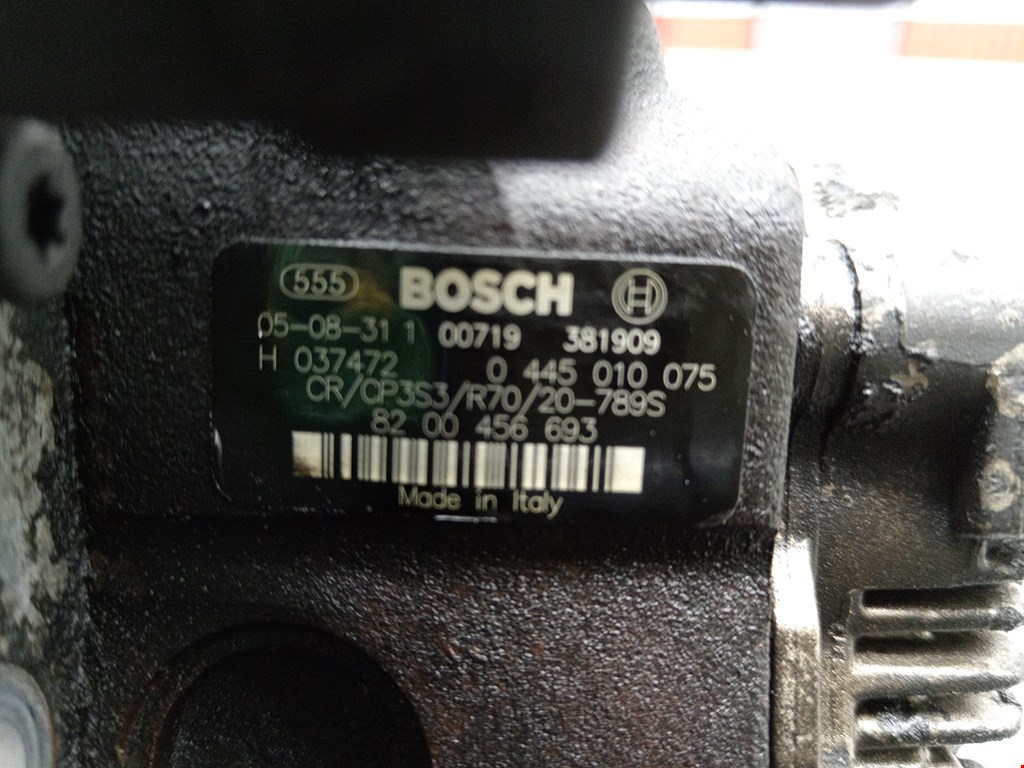 555 BOSCH
05-08-31 1 00719 381909
H 037472 0 445 010 075
CR/CP3S3/R70/20-789S
82 00 456 693
Made in Italy